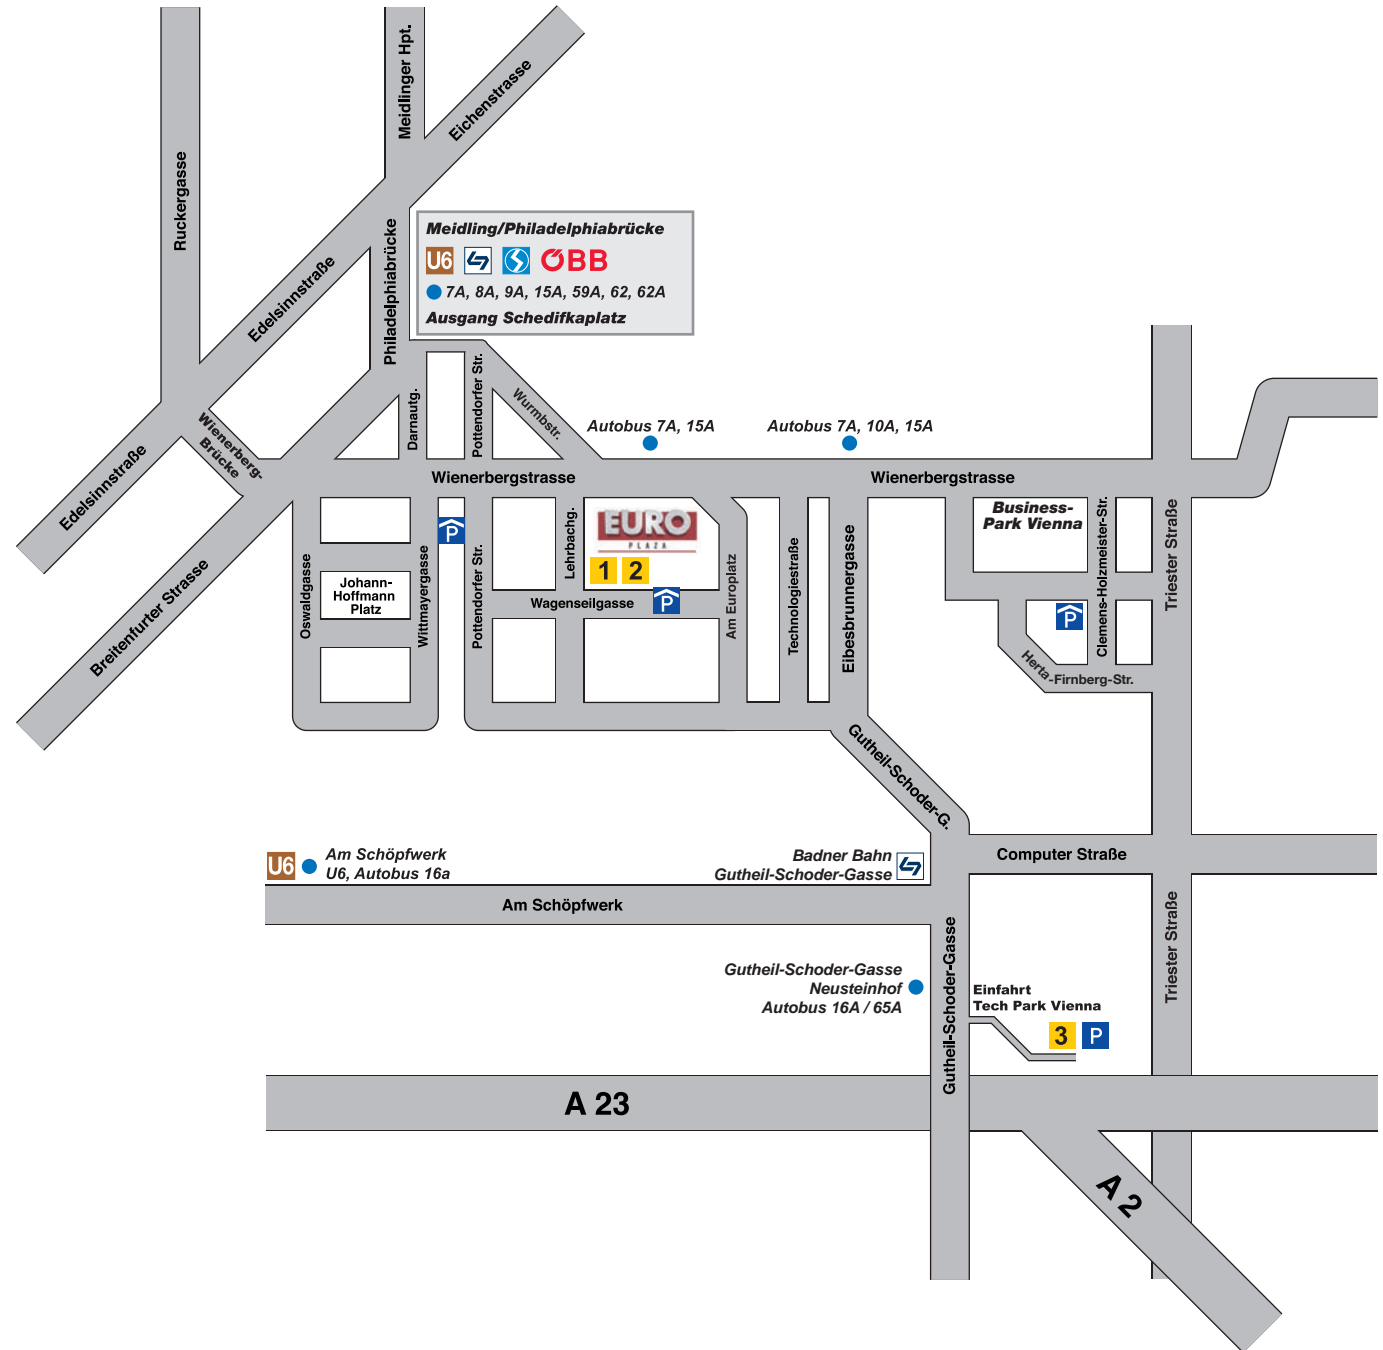 Meidlinger Hpt.
Eichenstrasse
Ruckergasse
Meidling/Philadelphiabrücke
U6
ÖBB
7A, 8A, 9A, 15A, 59A, 62, 62A
Ausgang Schedifkaplatz
Philadelphiabrücke
Edelsinnstraße
Pottendorfer Str.
Darnautg.
Wurmbstr.
Wienerberg-
Brücke
Autobus 7A, 15A
Autobus 7A, 10A, 15A
Edelsinnstraße
Wienerbergstrasse
Wienerbergstrasse
Business-
Park Vienna
EURO
PLAZA
P
1
2
Oswaldgasse
Johann-
Hoffmann
Platz
Wittmayergasse
Pottendorfer Str.
Lehrbachg.
Wagenseilgasse
P
Am Europlatz
Technologiestraße
Eibesbrunnergasse
Clemens-Holzmeister-Str.
Triester Straße
P
Herta-Firnberg-Str.
Breitenfurter Strasse
Gutheil-Schoder-G.
U6
Am Schöpfwerk
U6, Autobus 16a
Badner Bahn
Gutheil-Schoder-Gasse
Computer Straße
Am Schöpfwerk
Gutheil-Schoder-Gasse
Triester Straße
Gutheil-Schoder-Gasse
Neusteinhof
Autobus 16A / 65A
Einfahrt
Tech Park Vienna
3
P
A 23
A 2